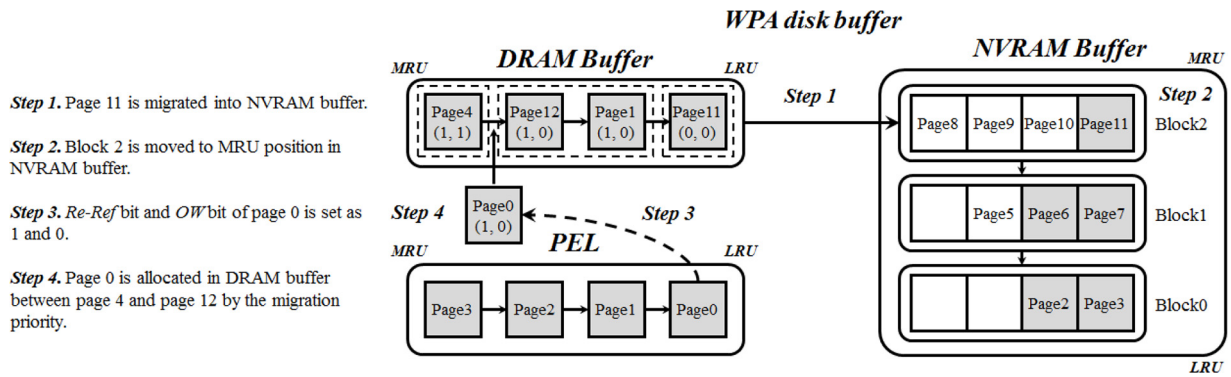 WPA disk buffer
Step 1. Page 11 is migrated into NVRAM buffer.
Step 2. Block 2 is moved to MRU position in
NVRAM buffer.
Step 3. Re-Ref bit and OW bit of page 0 is set as
1 and 0.
Step 4. Page 0 is allocated in DRAM buffer
between page 4 and page 12 by the migration
priority.
MRU DRAM Buffer LRU
Page4 Page12 Page1 Page11
(1, 1) (1, 0) (1, 0) (0, 0)
Step 1
Page0
(1, 0)
Step 4
Step 3
MRU PEL LRU
Page3 Page2 Page1 Page0
NVRAM Buffer MRU
Step 2
Page8 Page9 Page10 Page11 Block2
Page5 Page6 Page7 Block1
Page2 Page3 Block0
LRU